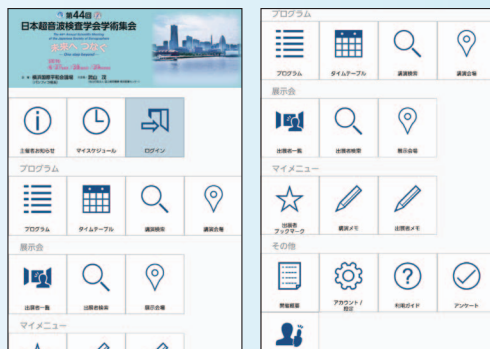 第44回
日本超音波検査学会学術集会
未来へつなぐ
主催者お知らせ
マイスケジュール
ログイン
プログラム
プログラム
タイムテーブル
講演検索
講演会場
展示会
出展者一覧
出展者検索
展示会場
マイメニュー
プログラム
プログラム
タイムテーブル
講演検索
講演会場
展示会
出展者一覧
出展者検索
展示会場
マイメニュー
出展者
ブックマーク
講演メモ
出展者メモ
その他
開催概要
アカウント /
設定
利用ガイド
アンケート